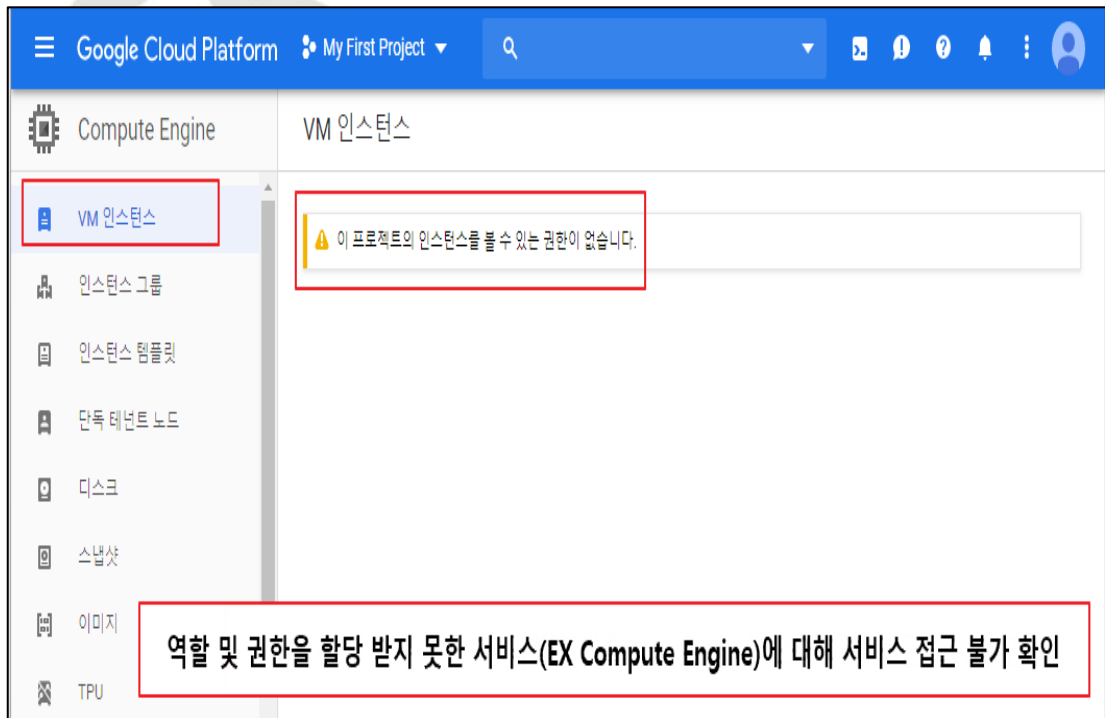 Google Cloud Platform My First Project
Compute Engine
VM 인스턴스
VM 인스턴스
이 프로젝트의 인스턴스를 볼 수 있는 권한이 없습니다.
인스턴스 그룹
인스턴스 템플릿
단독 테넌트 노드
디스크
스냅샷
이미지
역할 및 권한을 할당 받지 못한 서비스(EX Compute Engine)에 대해 서비스 접근 불가 확인
TPU